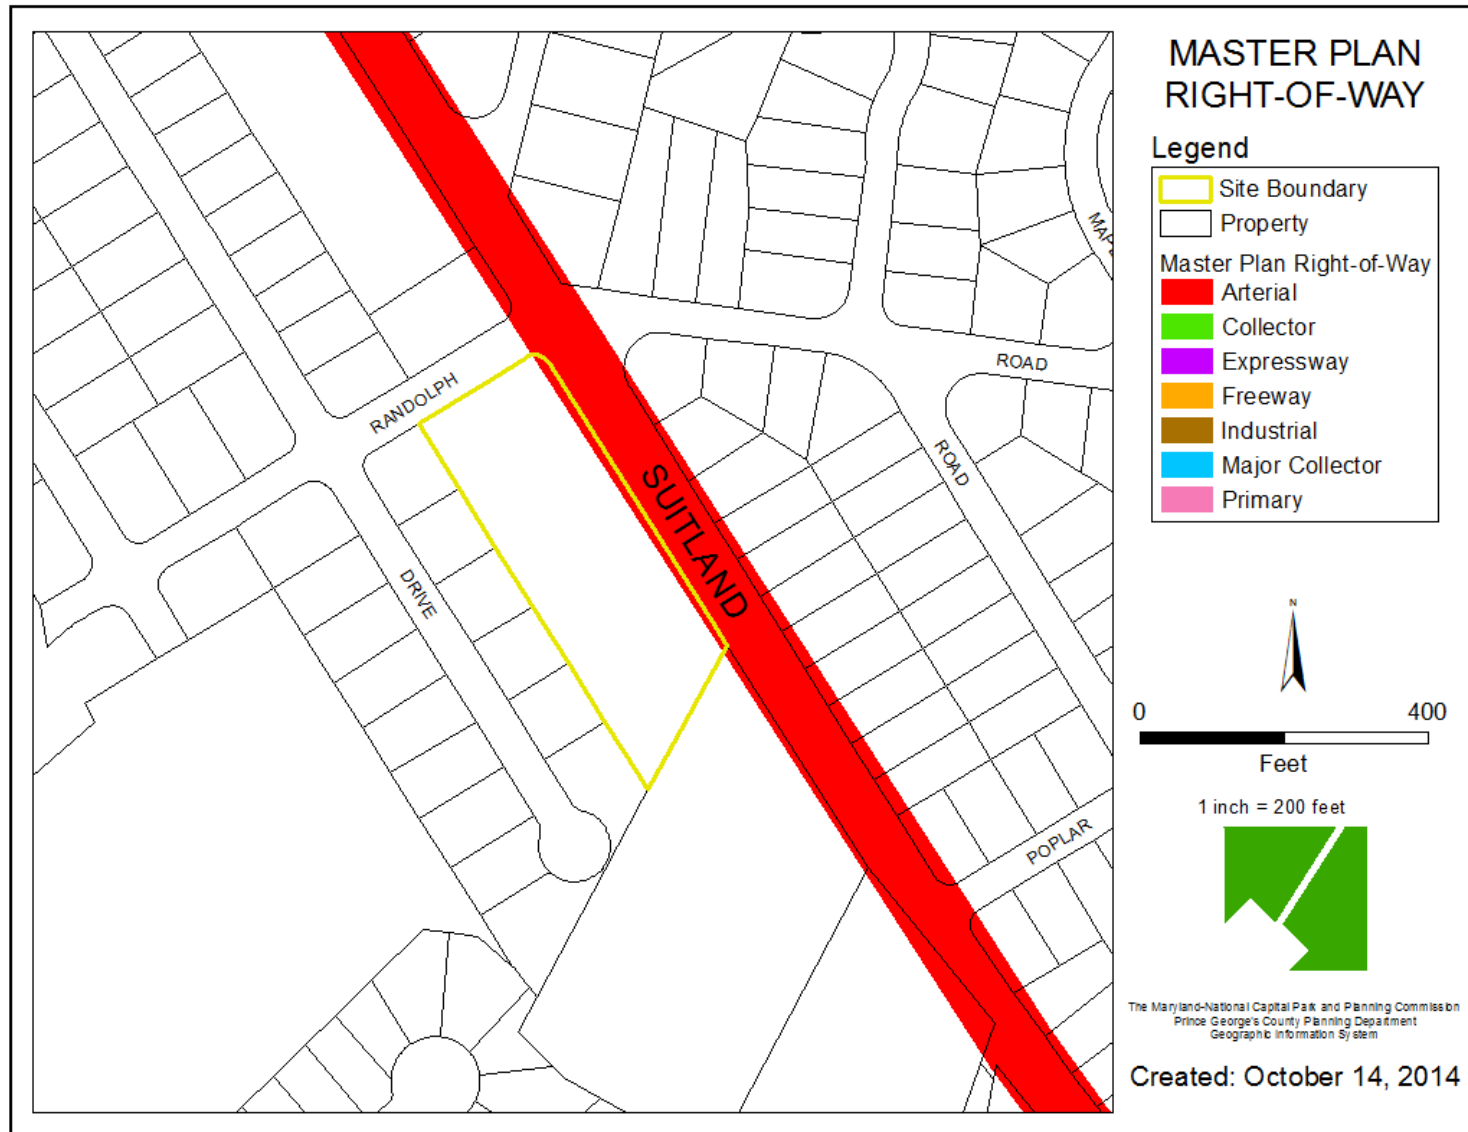 MASTER PLAN
RIGHT-OF-WAY
Legend
Site Boundary
Property
Master Plan Right-of-Way
Arterial
Collector
Expressway
Freeway
Industrial
Major Collector
Primary
N
0 400
Feet
1 inch = 200 feet
The Maryland-National Capital Park and Planning Commission
Prince George's County Planning Department
Geographic Information System
Created: October 14, 2014
MAPL
ROAD
RANDOLPH
ROAD
SUITLAND
DRIVE
POPLAR